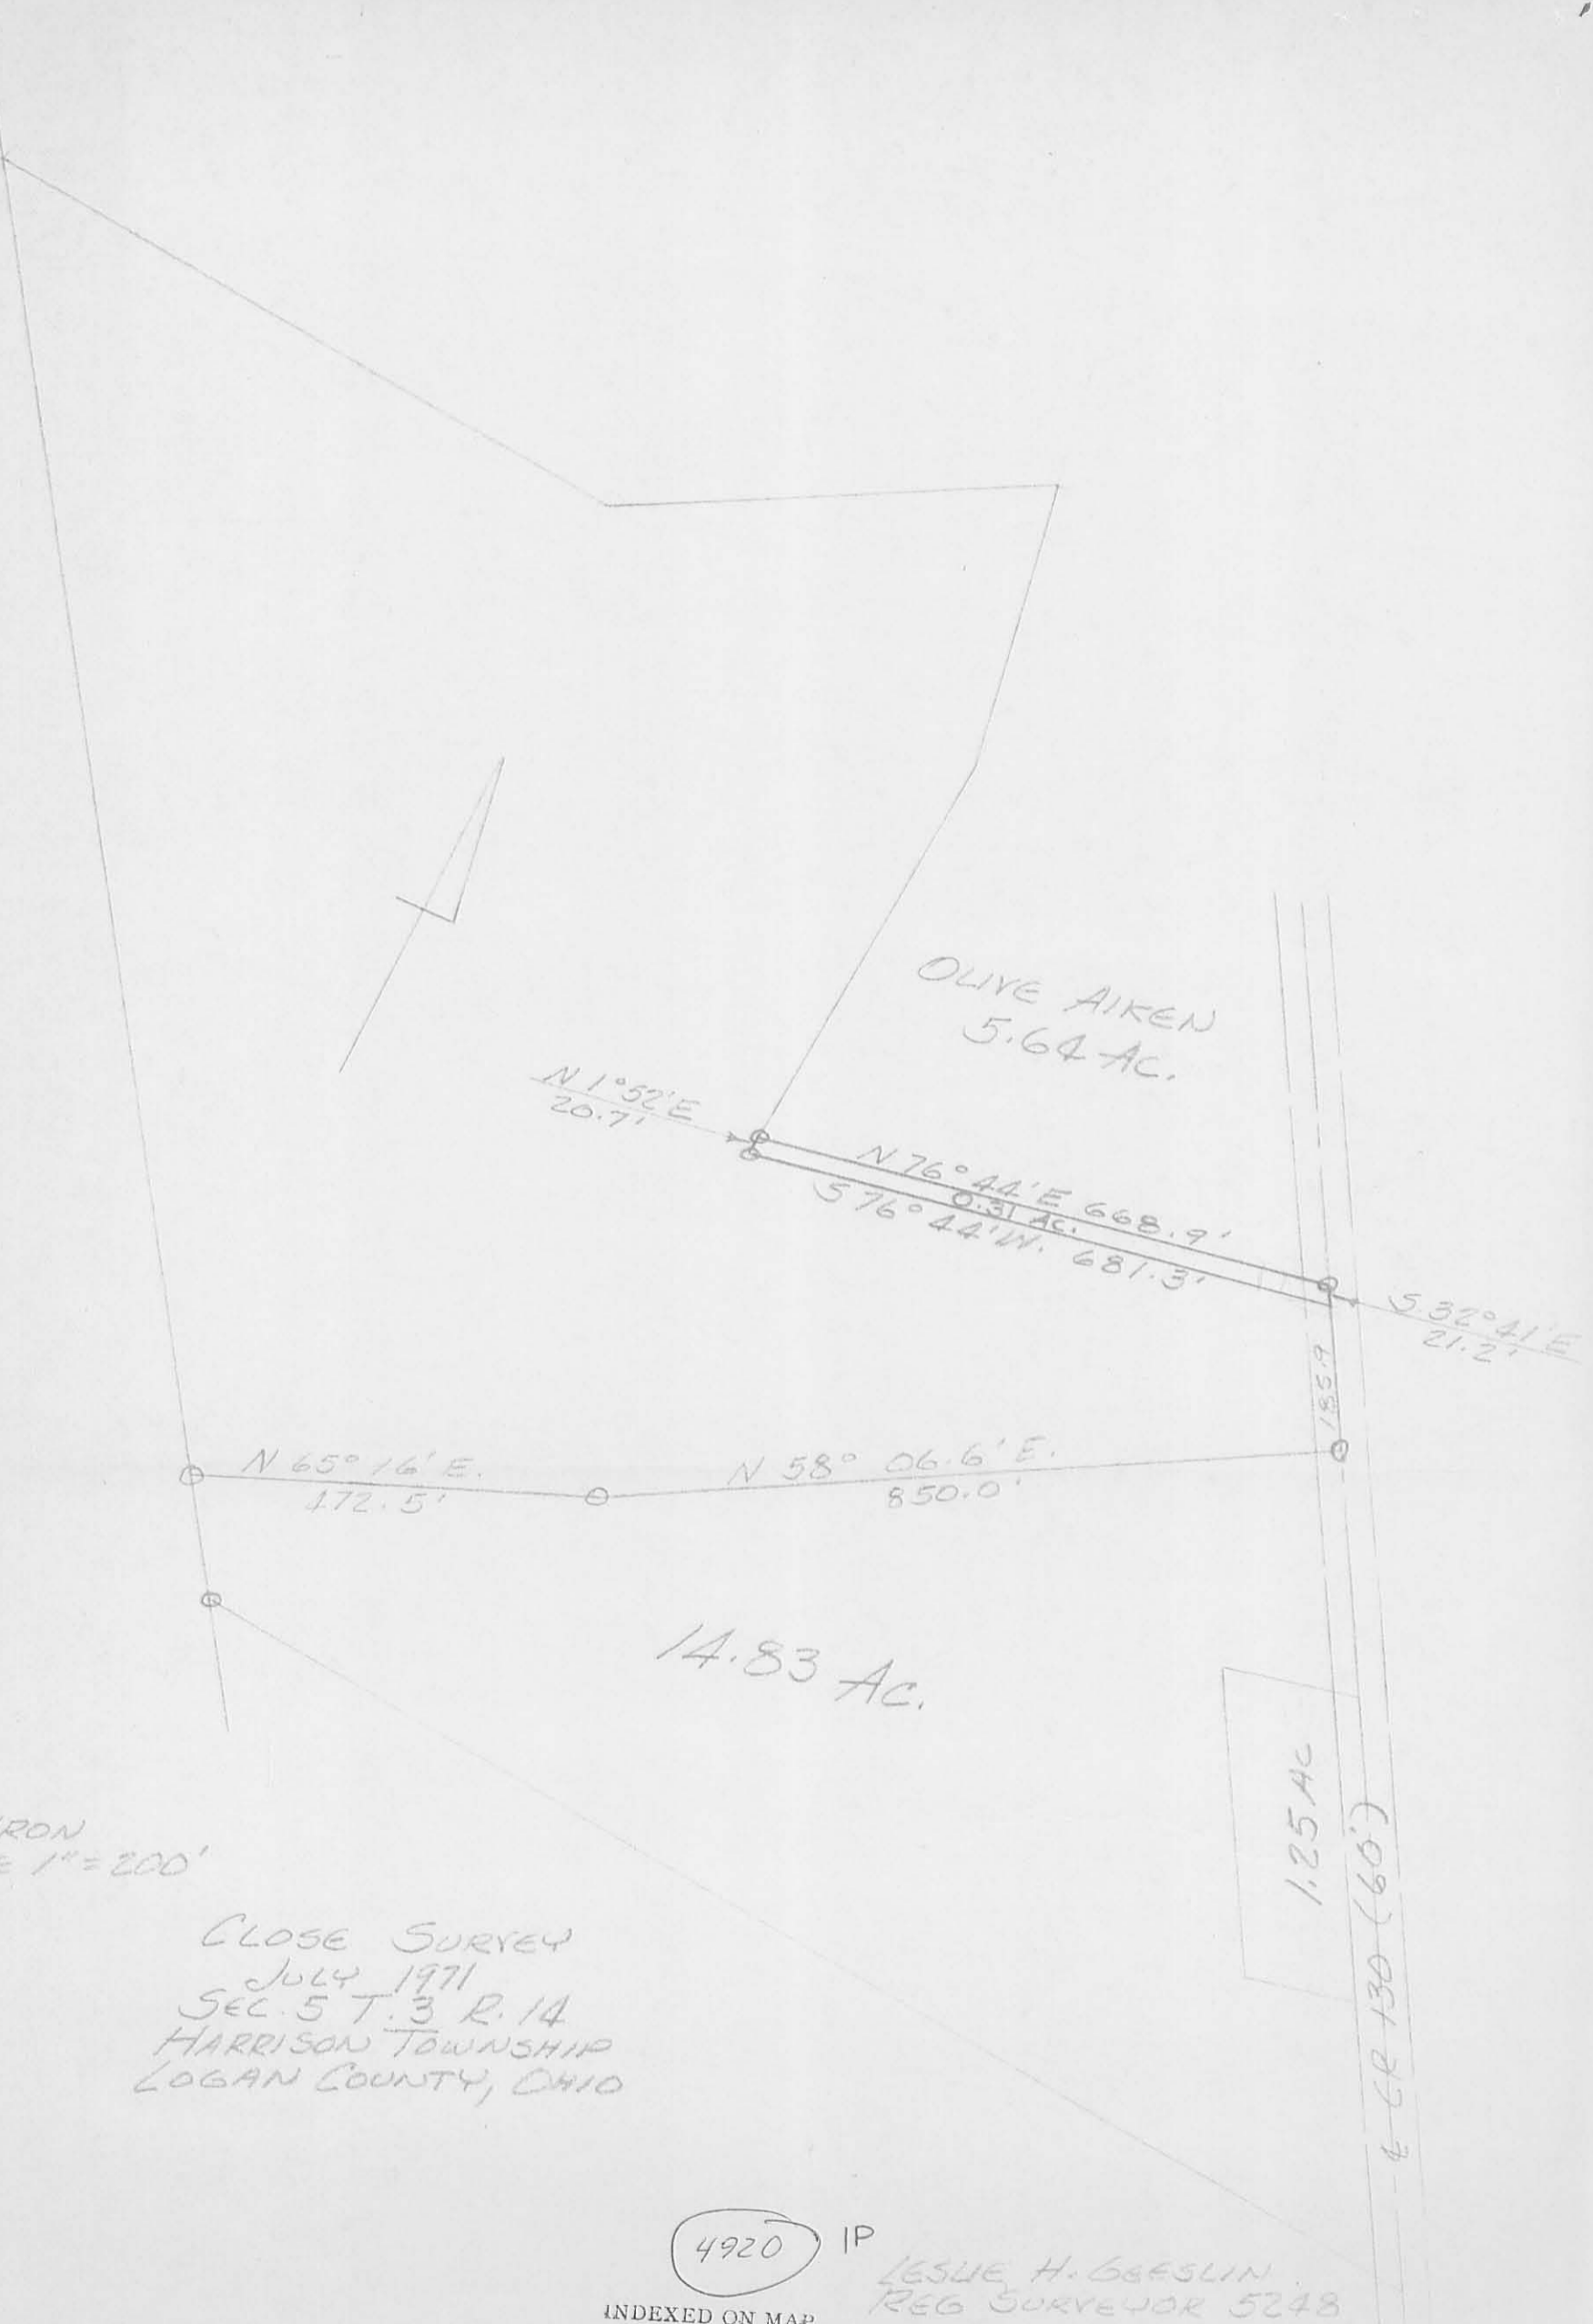 OLIVE AIKEN
5.64 AC.
N 1°52'E
20.7'
N 76°44'E 668.9'
0.31 AC.
S 76°44'W. 681.3'
S 32°41'E
21.2'
185.9
N 65°16'E.
472.5'
N 58° 06.6'E.
850.0'
14.83 AC.
1.25 AC
℄ CR 130 (60')
RON
E 1"=200'
CLOSE SURVEY
JULY 1971
SEC. 5 T. 3 R. 14
HARRISON TOWNSHIP
LOGAN COUNTY, OHIO
4920 IP
LESLIE H. GEESLIN
REG SURVEYOR 5248
INDEXED ON MAP